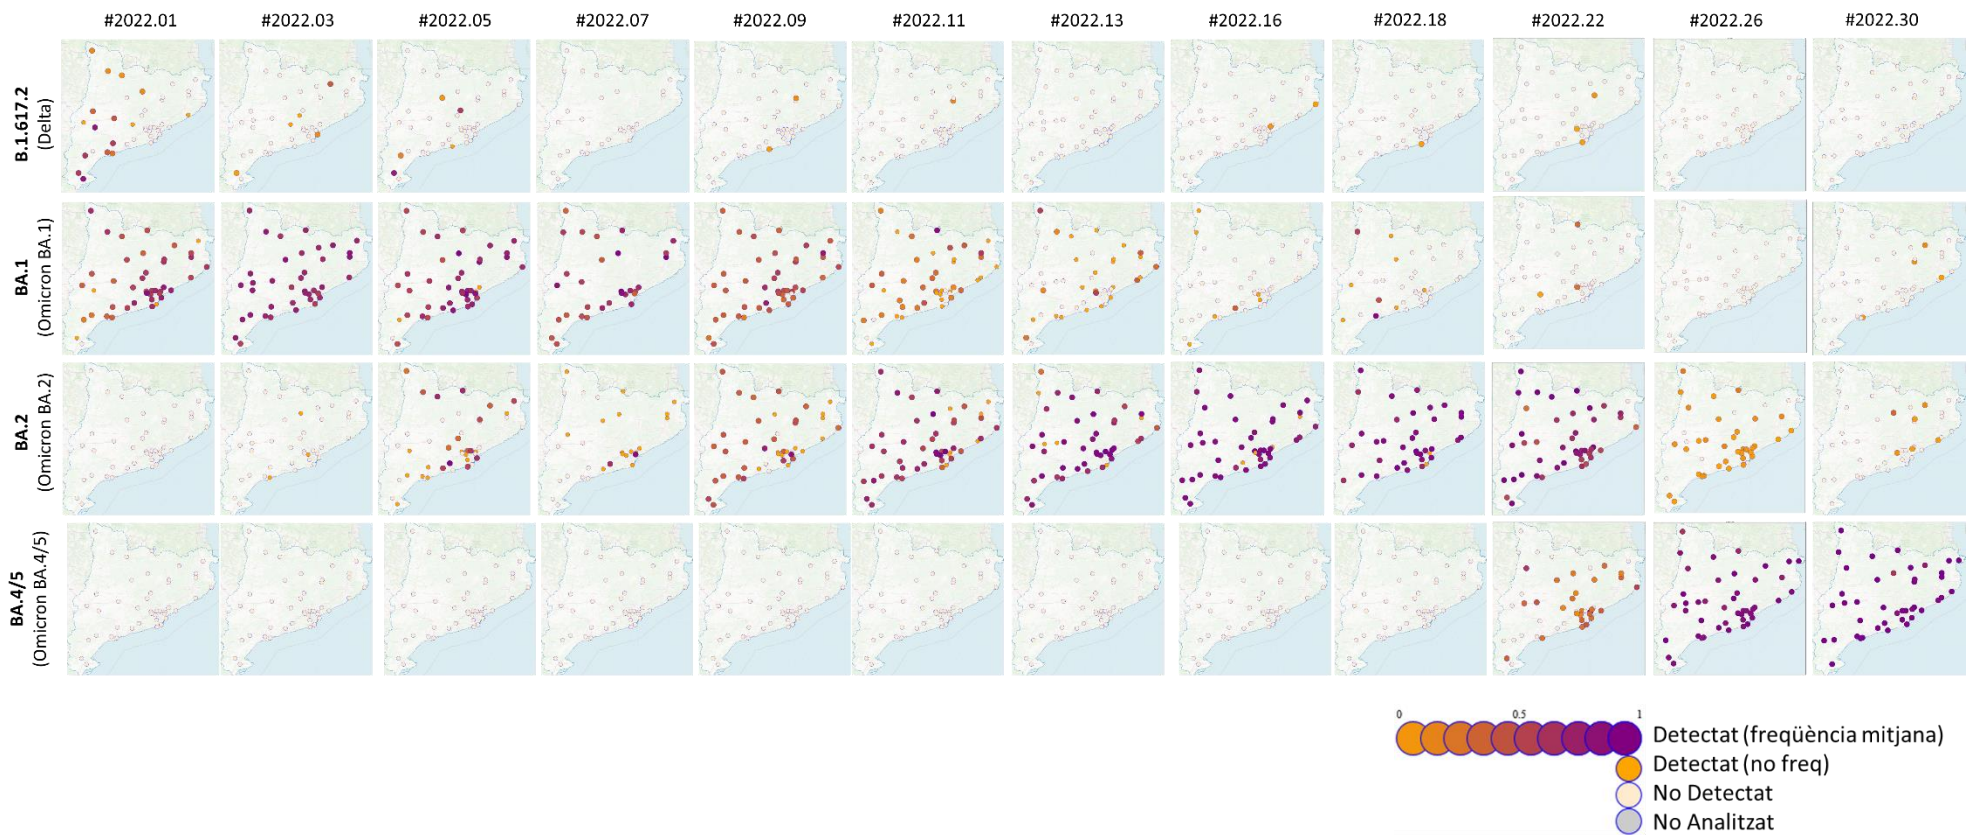 #2022.01 #2022.03 #2022.05 #2022.07 #2022.09 #2022.11 #2022.13 #2022.16 #2022.18 #2022.22 #2022.26 #2022.30
B.1.617.2
(Delta)
BA.1
(Omicron BA.1)
BA.2
(Omicron BA.2)
BA.4/5
(Omicron BA.4/5)
0 0.5 1
Detectat (freqüència mitjana)
Detectat (no freq)
No Detectat
No Analitzat